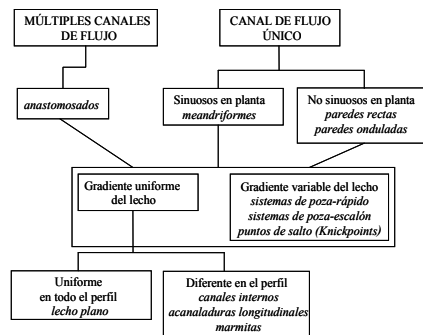 MÚLTIPLES CANALES
DE FLUJO
CANAL DE FLUJO
ÚNICO
anastomosados
Sinuosos en planta
meandriformes
No sinuosos en planta
paredes rectas
paredes onduladas
Gradiente uniforme
del lecho
Gradiente variable del lecho
sistemas de poza-rápido
sistemas de poza-escalón
puntos de salto (Knickpoints)
Uniforme
en todo el perfil
lecho plano
Diferente en el perfil
canales internos
acanaladuras longitudinales
marmitas